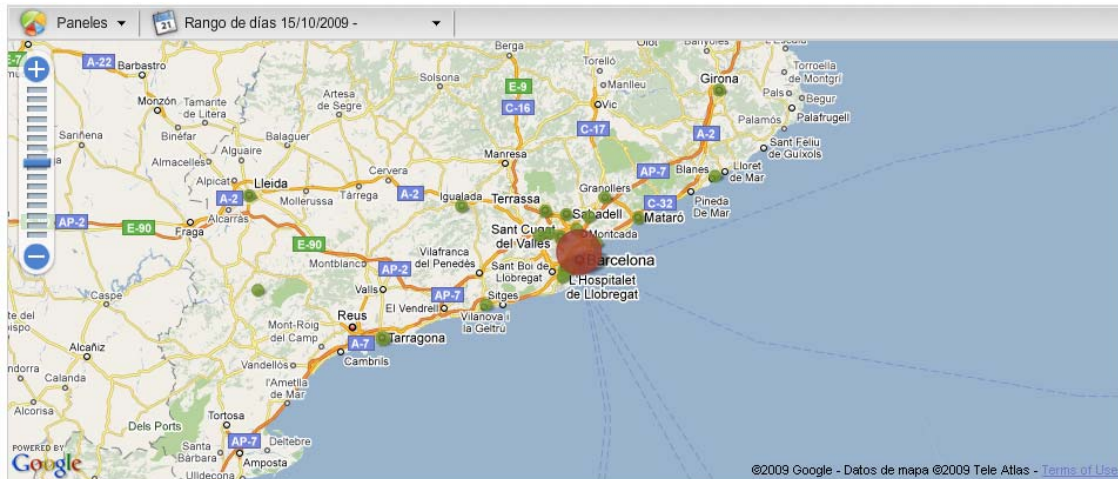 Paneles
Rango de días 15/10/2009 -
A-22
Barbastro
Berga
Olot
Banyoles
L'Escala
Torelló
Torroella
de Montgrí
Solsona
E-9
Manlleu
Girona
Artesa
de Segre
Pals
Begur
Monzón
Tamarite
de Litera
C-16
Vic
Palafrugell
Binéfar
Balaguer
C-17
A-2
Palamós
Sariñena
Alguaire
Manresa
Sant Feliu
de Guíxols
Almacelles
Cervera
AP-7
Blanes
Lloret
de Mar
Alpicat
Lleida
A-2
Tárrega
A-2
Igualada
Terrassa
Granollers
C-32
Pineda
De Mar
Mollerussa
Sabadell
Mataró
Alcarràs
AP-2
E-90
Fraga
Sant Cugat
del Valles
Montcada
E-90
Vilafranca
del Penedès
Barcelona
Montblanc
AP-2
Sant Boi de
Llobregat
L'Hospitalet
de Llobregat
Caspe
Valls
AP-7
Sitges
El Vendrell
Vilanova i
la Geltrú
Reus
Mont-Roig
del Camp
A-7
Tarragona
Alcañiz
Cambrils
Vandellòs
Calanda
l'Ametlla
de Mar
Alcorisa
Tortosa
Dels Ports
AP-7
Deltebre
Santa
Bàrbara
Amposta
Ulldecona
POWERED BY
Google
©2009 Google - Datos de mapa ©2009 Tele Atlas - Terms of Use